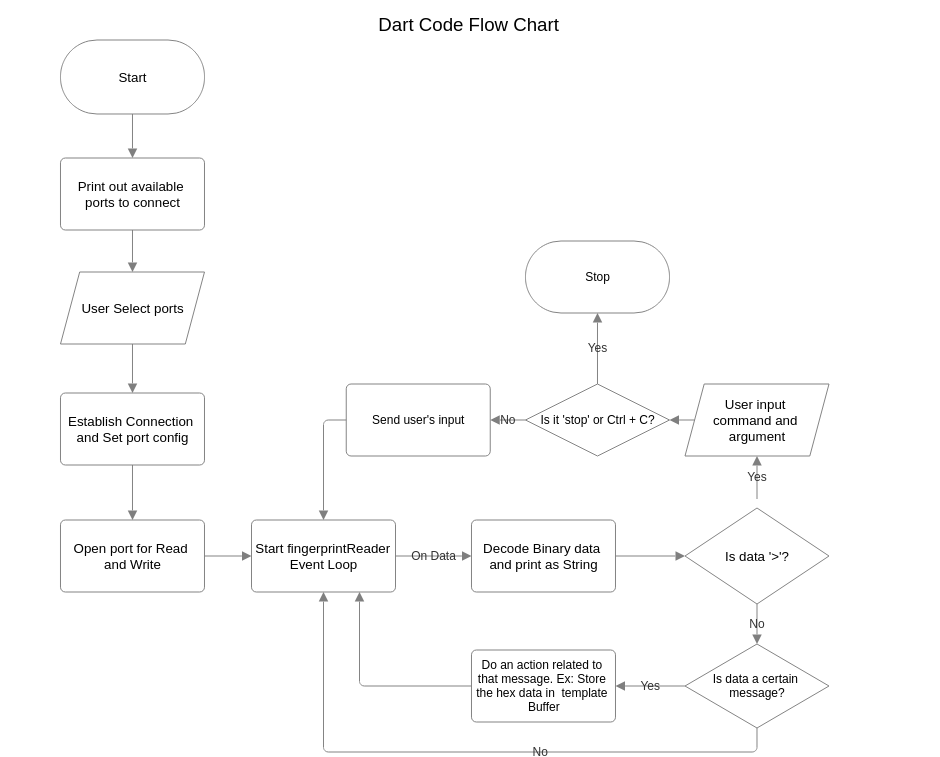 Dart Code Flow Chart
Start
Print out available
ports to connect
User Select ports
Establish Connection
and Set port config
Open port for Read
and Write
Start fingerprintReader
Event Loop
On Data
Decode Binary data
and print as String
Is data '>'?
Yes
User input
command and
argument
Is it 'stop' or Ctrl + C?
Yes
Stop
No
Send user's input
No
Is data a certain
message?
Yes
Do an action related to
that message. Ex: Store
the hex data in  template
Buffer
No